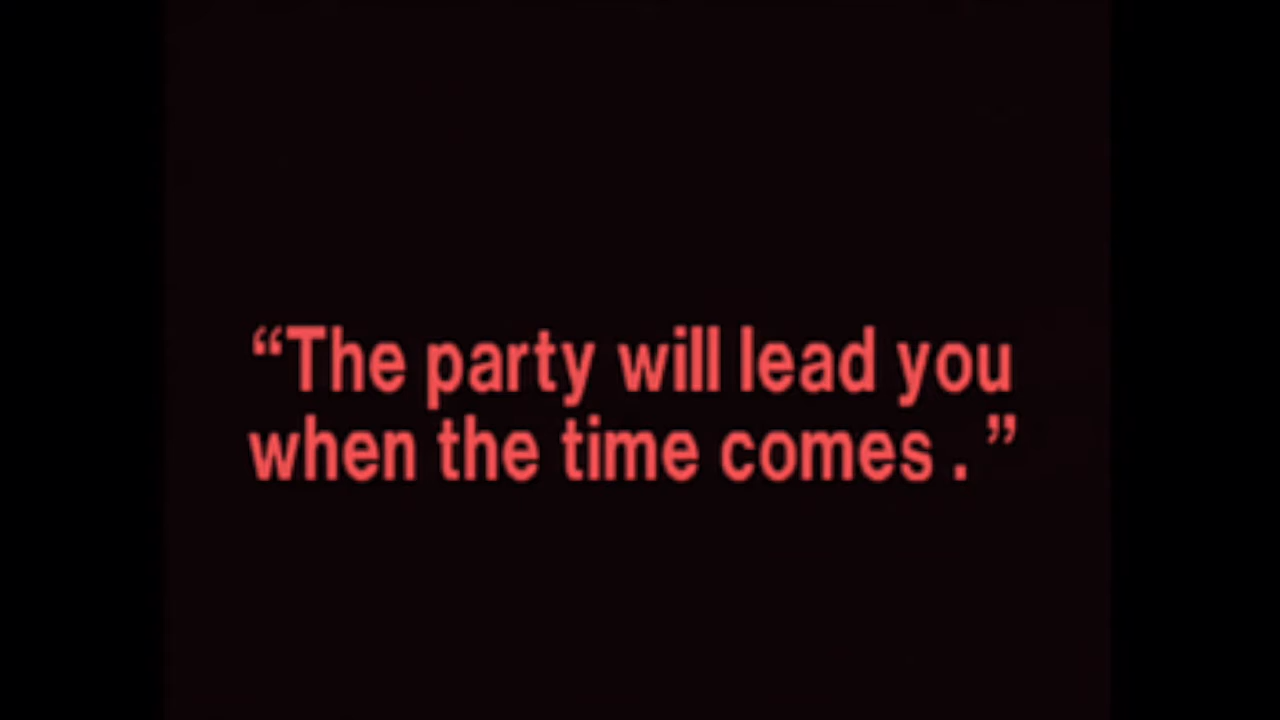 “The party will lead you
when the time comes . ”